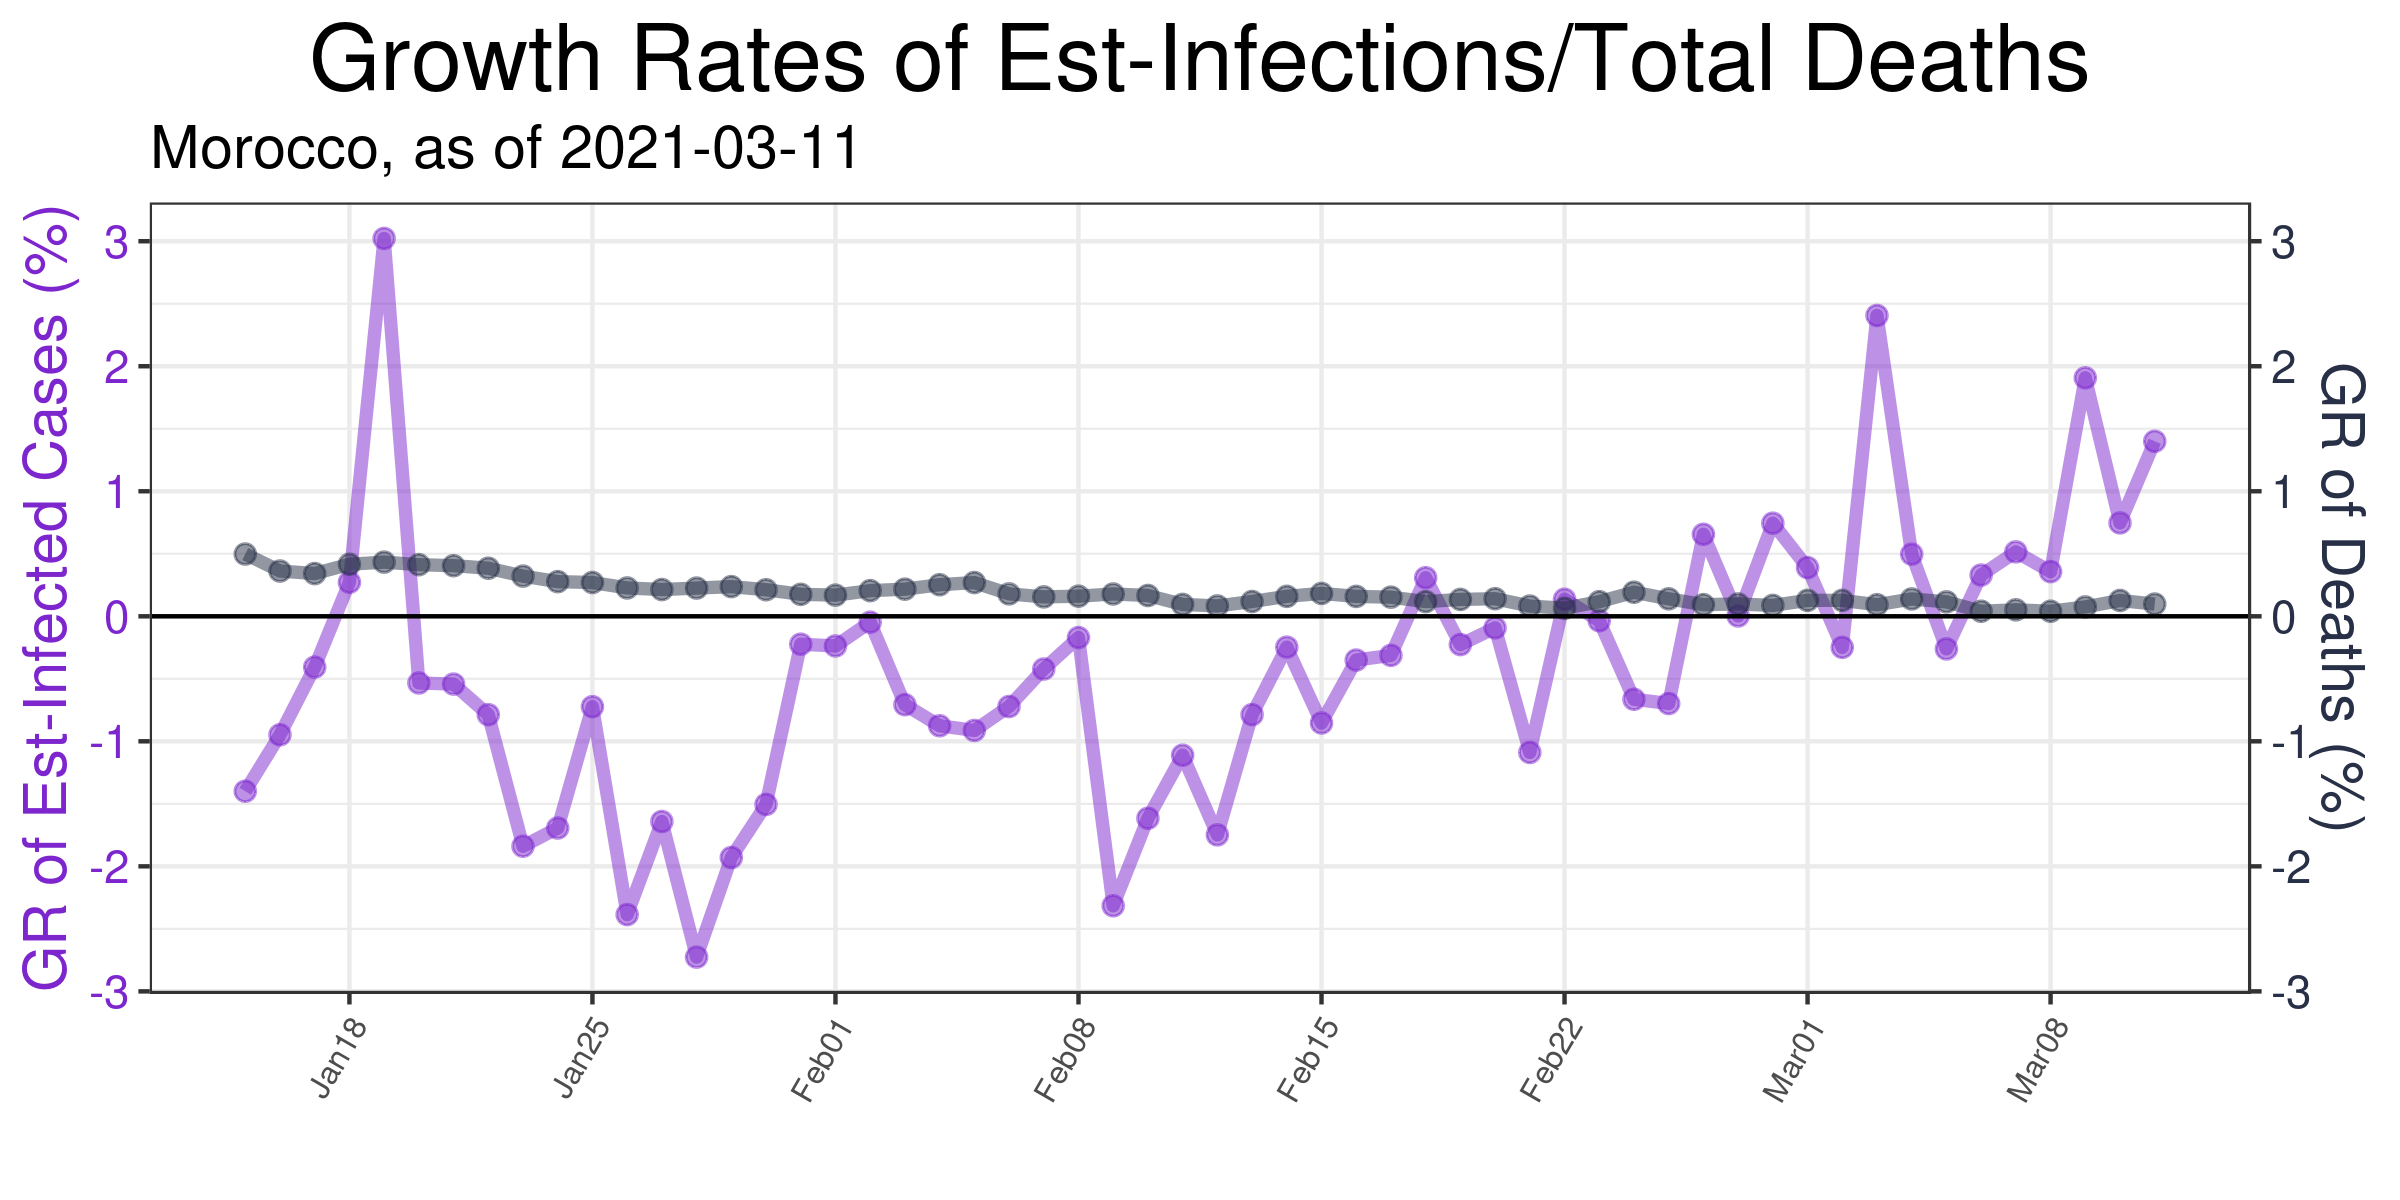 Growth Rates of Est-Infections/Total Deaths
Morocco, as of 2021-03-11
GR of Est-Infected Cases (%)
3
2
1
0
-1
-2
-3
3
2
1
0
-1
-2
-3
GR of Deaths (%)
Jan18
Jan25
Feb01
Feb08
Feb15
Feb22
Mar01
Mar08